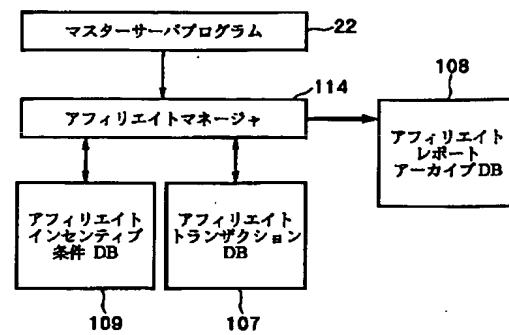 マスターサーバプログラム
22
114
アフィリエイトマネージャ
108
アフィリエイト
レポート
アーカイブDB
アフィリエイト
インセンティブ
条件 DB
アフィリエイト
トランザクション
DB
109
107